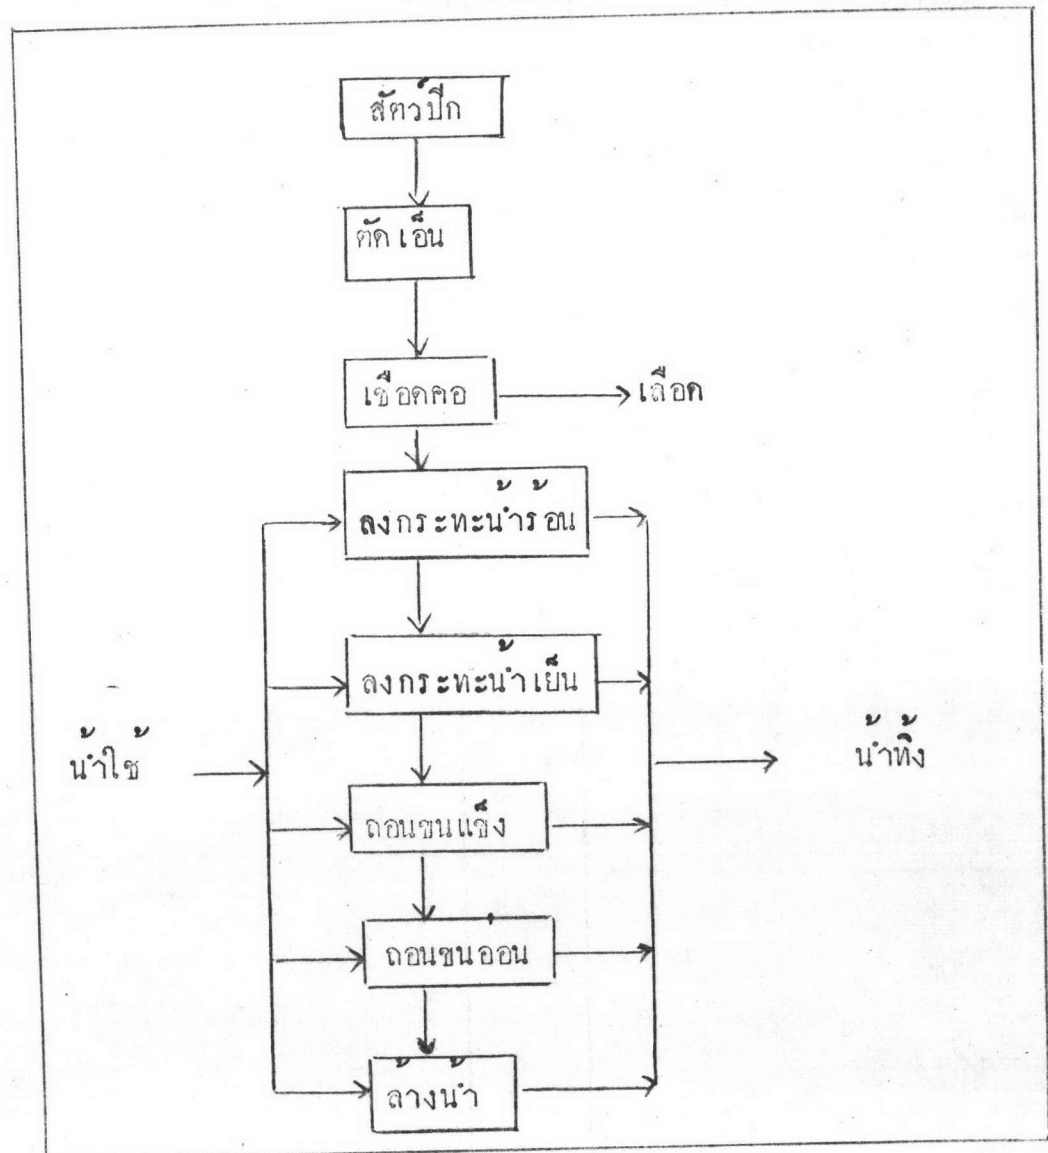 สัตว์ปีก
ตัดเอ็น
เชือดคอ
เลือด
ลงกระทะน้ำร้อน
ลงกระทะน้ำเย็น
น้ำใช้
น้ำทิ้ง
ถอนขนแข็ง
ถอนขนอ่อน
ล้างน้ำ